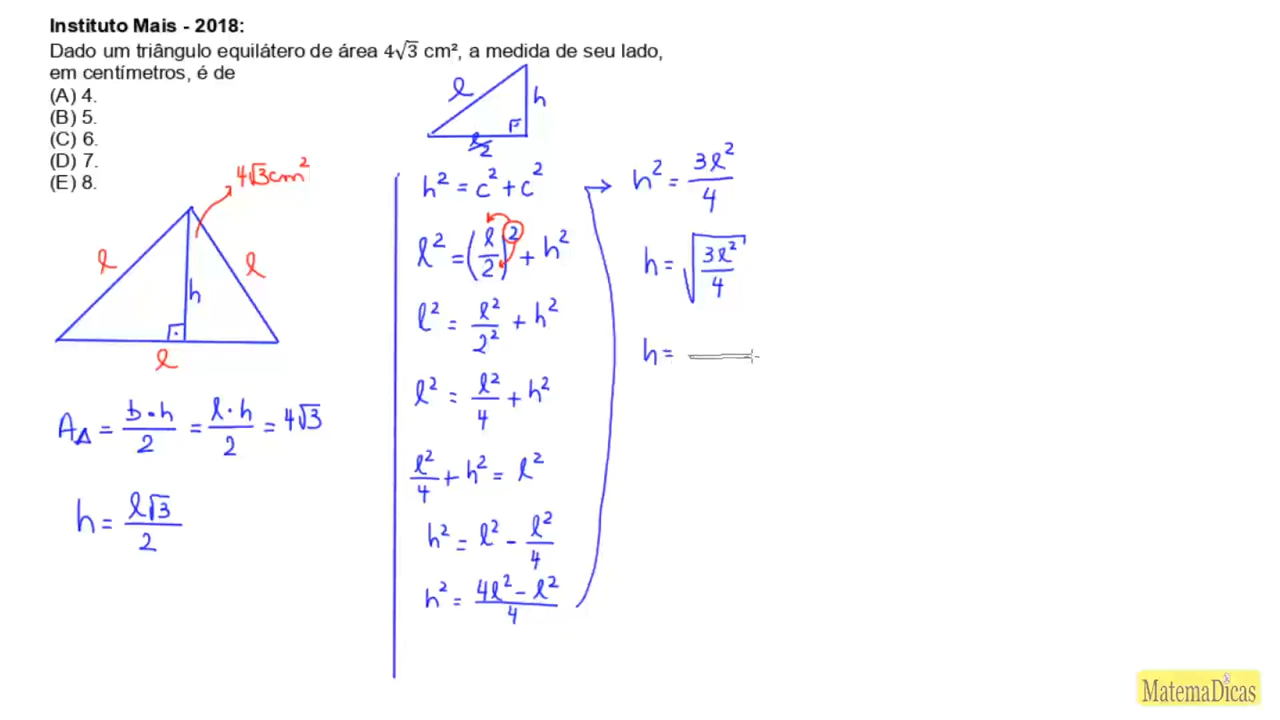 Instituto Mais - 2018:
Dado um triângulo equilátero de área 4√3 cm², a medida de seu lado,
em centímetros, é de
(A) 4.
(B) 5.
(C) 6.
(D) 7.
(E) 8.
4√3cm²
ℓ
ℓ
h
ℓ
A△ = b·h/2 = ℓ·h/2 = 4√3
h = ℓ√3/2
ℓ
h
ℓ/2
h² = c² + c²
ℓ² = (ℓ/2)² + h²
ℓ² = ℓ²/2² + h²
ℓ² = ℓ²/4 + h²
ℓ²/4 + h² = ℓ²
h² = ℓ² - ℓ²/4
h² = 4ℓ² - ℓ²/4
h² = 3ℓ²/4
h = √3ℓ²/4
h =
MatemaDicas